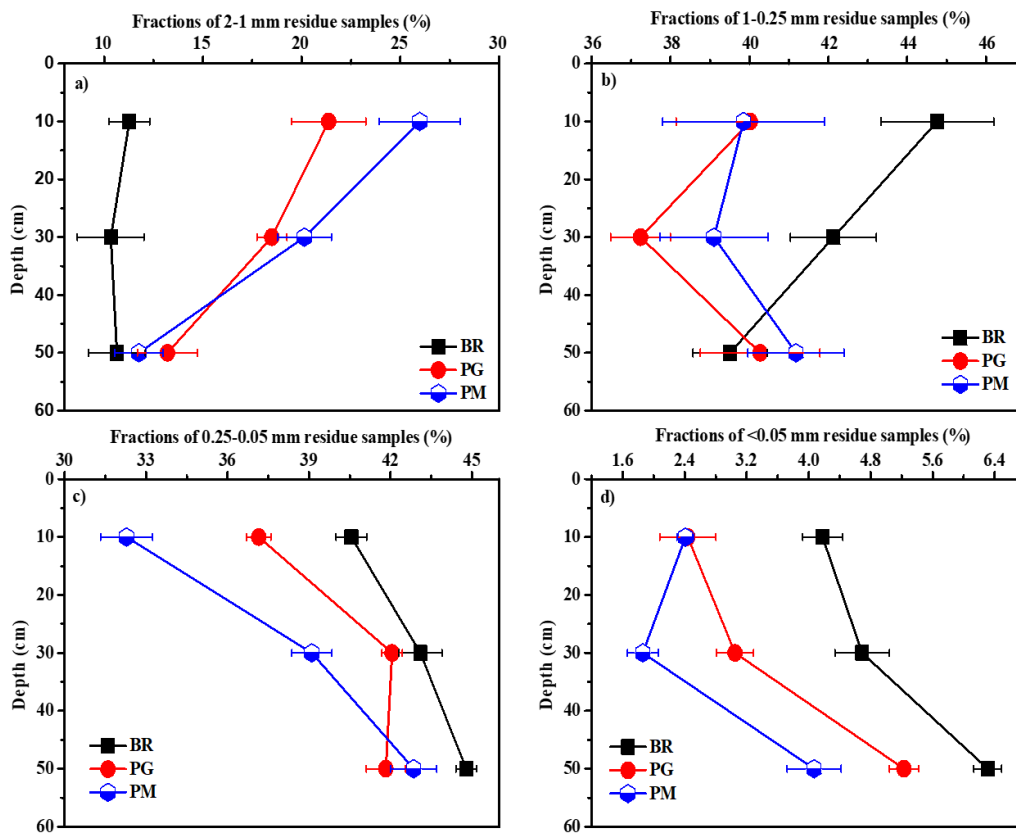 Fractions of 2-1 mm residue samples (%)
10 15 20 25 30
0
10
20
30
40
50
60
Depth (cm)
a)
BR
PG
PM
Fractions of 1-0.25 mm residue samples (%)
36 38 40 42 44 46
0
10
20
30
40
50
60
Depth (cm)
b)
BR
PG
PM
Fractions of 0.25-0.05 mm residue samples (%)
30 33 36 39 42 45
0
10
20
30
40
50
60
Depth (cm)
c)
BR
PG
PM
Fractions of <0.05 mm residue samples (%)
1.6 2.4 3.2 4.0 4.8 5.6 6.4
0
10
20
30
40
50
60
Depth (cm)
d)
BR
PG
PM